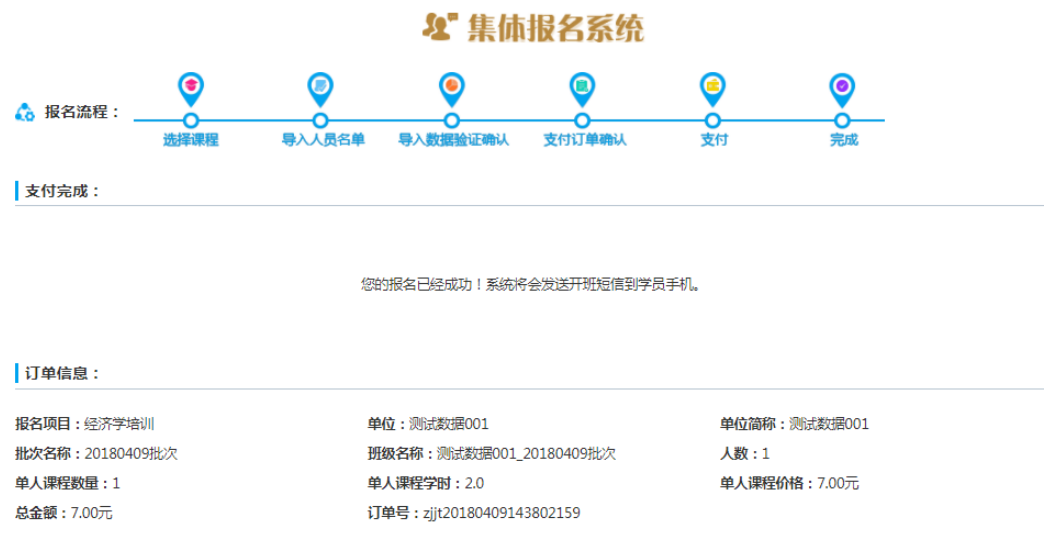 集体报名系统
报名流程：
选择课程 导入人员名单 导入数据验证确认 支付订单确认 支付 完成
支付完成：
您的报名已经成功！系统将会发送开班短信到学员手机。
订单信息：
报名项目：经济学培训 单位：测试数据001 单位简称：测试数据001
批次名称：20180409批次 班级名称：测试数据001_20180409批次 人数：1
单人课程数量：1 单人课程学时：2.0 单人课程价格：7.00元
总金额：7.00元 订单号：zjjt20180409143802159